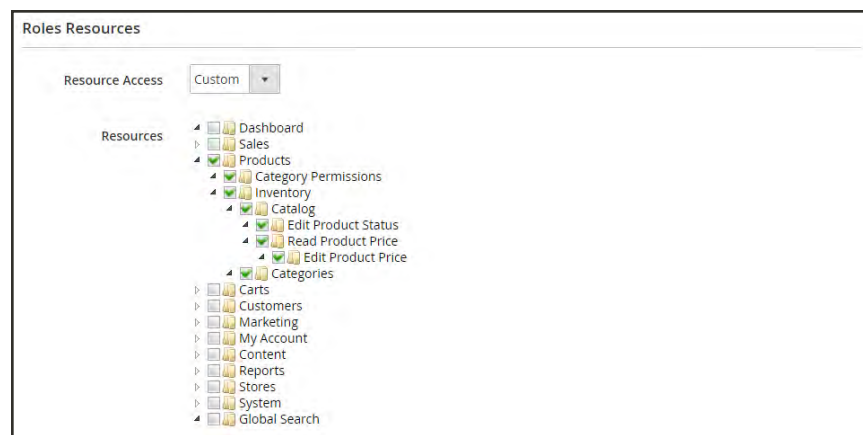 Roles Resources
Resource Access Custom
Resources
Dashboard
Sales
Products
Category Permissions
Inventory
Catalog
Edit Product Status
Read Product Price
Edit Product Price
Categories
Carts
Customers
Marketing
My Account
Content
Reports
Stores
System
Global Search